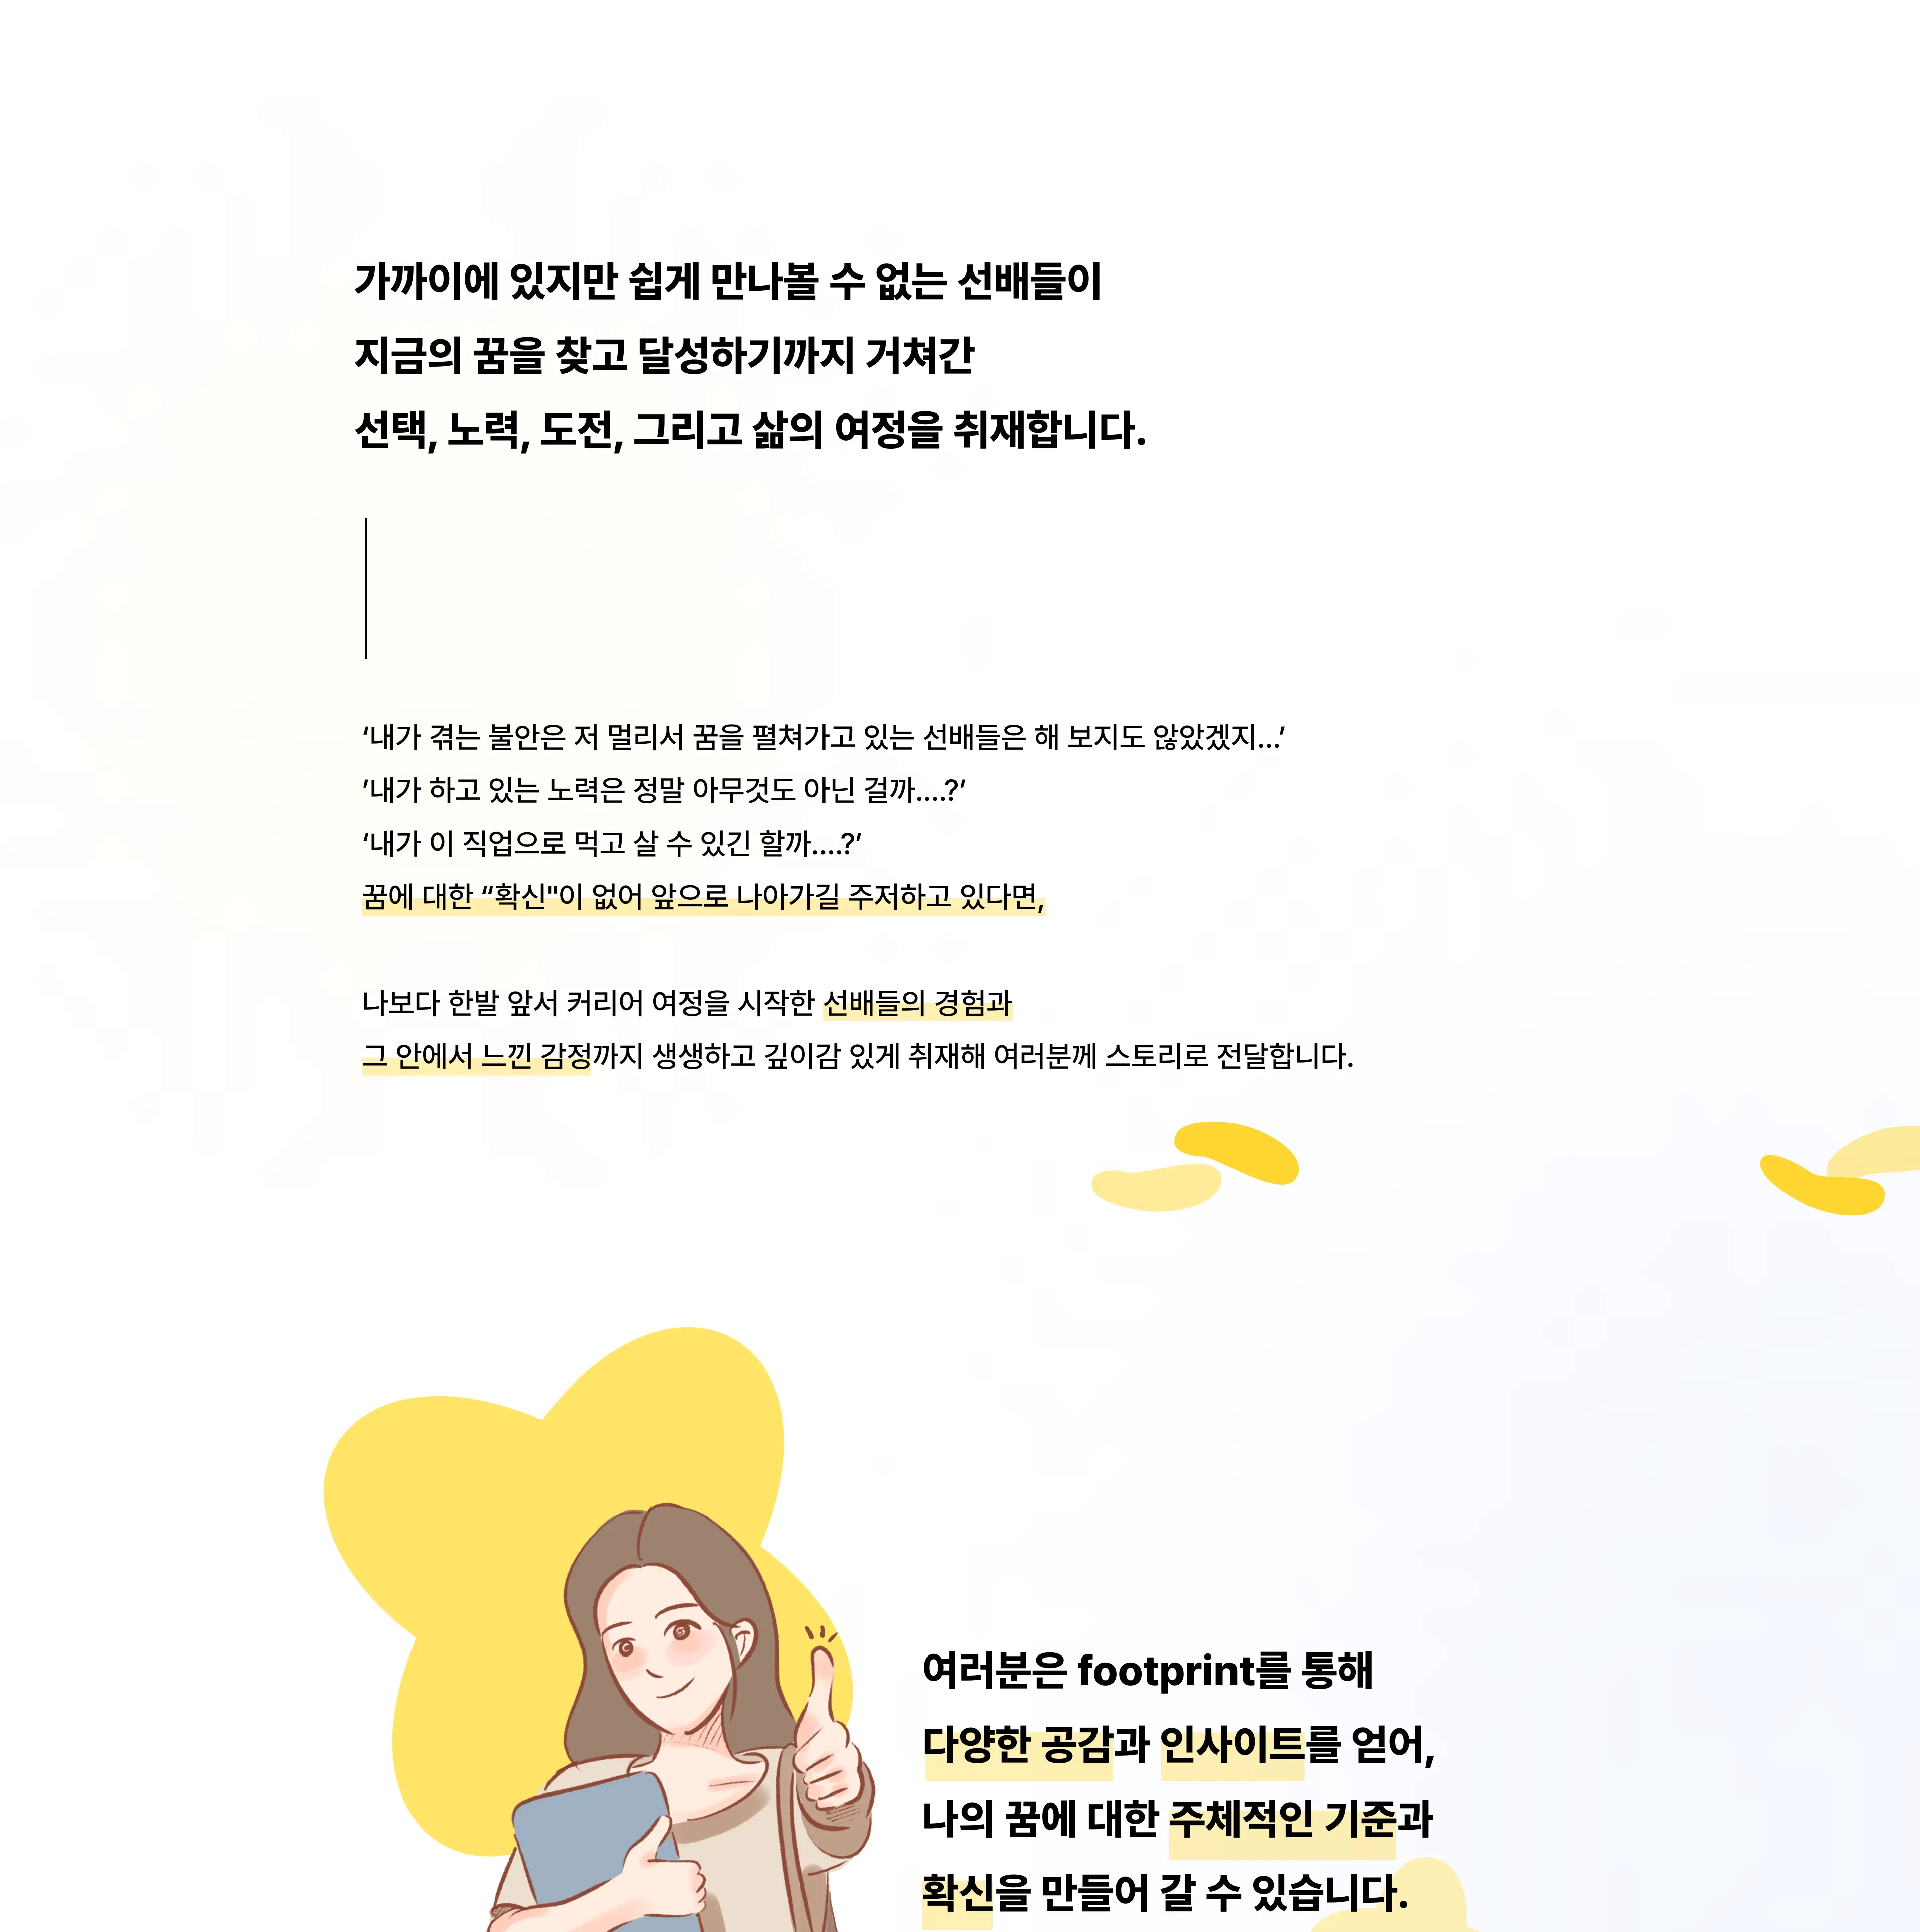 가까이에 있지만 쉽게 만나볼 수 없는 선배들이
지금의 꿈을 찾고 달성하기까지 거쳐간
선택, 노력, 도전, 그리고 삶의 여정을 취재합니다.
‘내가 겪는 불안은 저 멀리서 꿈을 펼쳐가고 있는 선배들은 해 보지도 않았겠지...’
’내가 하고 있는 노력은 정말 아무것도 아닌 걸까....?’
‘내가 이 직업으로 먹고 살 수 있긴 할까....?’
꿈에 대한 “확신"이 없어 앞으로 나아가길 주저하고 있다면,
나보다 한발 앞서 커리어 여정을 시작한 선배들의 경험과
그 안에서 느낀 감정까지 생생하고 깊이감 있게 취재해 여러분께 스토리로 전달합니다.
여러분은 footprint를 통해
다양한 공감과 인사이트를 얻어,
나의 꿈에 대한 주체적인 기준과
확신을 만들어 갈 수 있습니다.